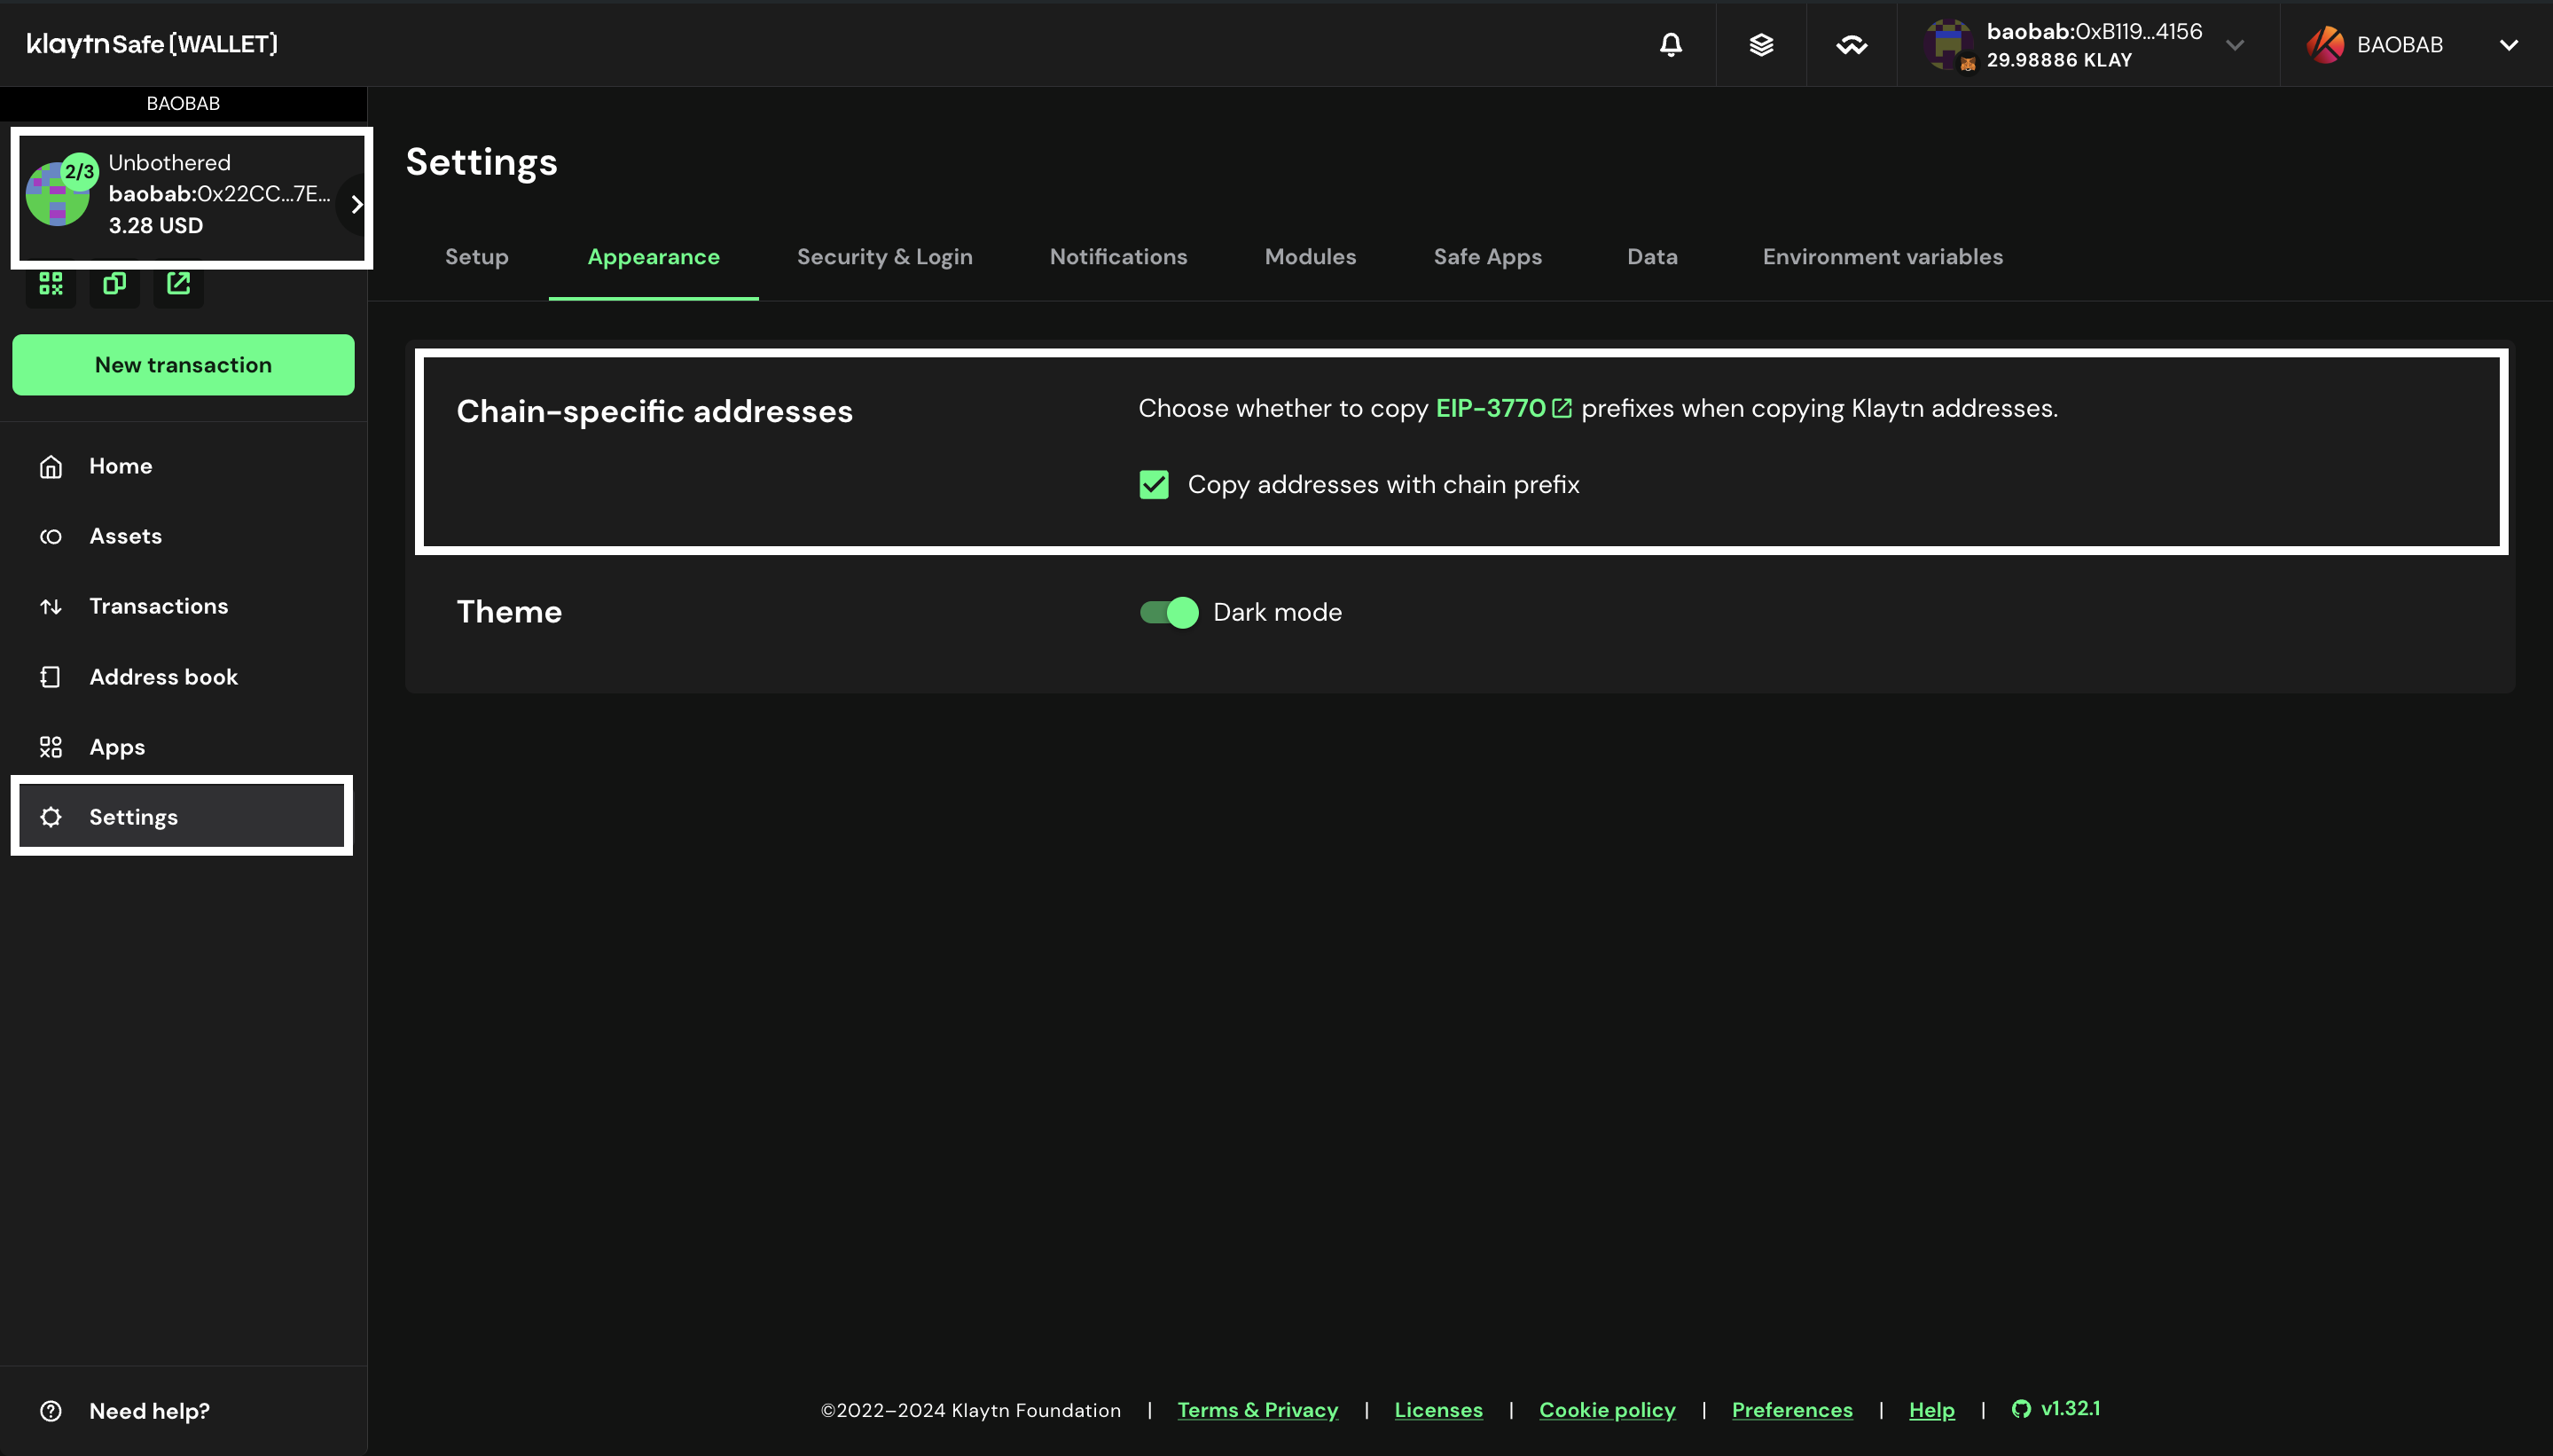 klaytn Safe {WALLET}
baobab:0xB119...4156
29.98886 KLAY
BAOBAB
BAOBAB
2/3
Unbothered
baobab:0x22CC...7E...
3.28 USD
New transaction
Home
Assets
Transactions
Address book
Apps
Settings
Need help?
Settings
Setup Appearance Security & Login Notifications Modules Safe Apps Data Environment variables
Chain-specific addresses
Choose whether to copy EIP-3770 prefixes when copying Klaytn addresses.
Copy addresses with chain prefix
Theme
Dark mode
©2022–2024 Klaytn Foundation | Terms & Privacy | Licenses | Cookie policy | Preferences | Help | v1.32.1